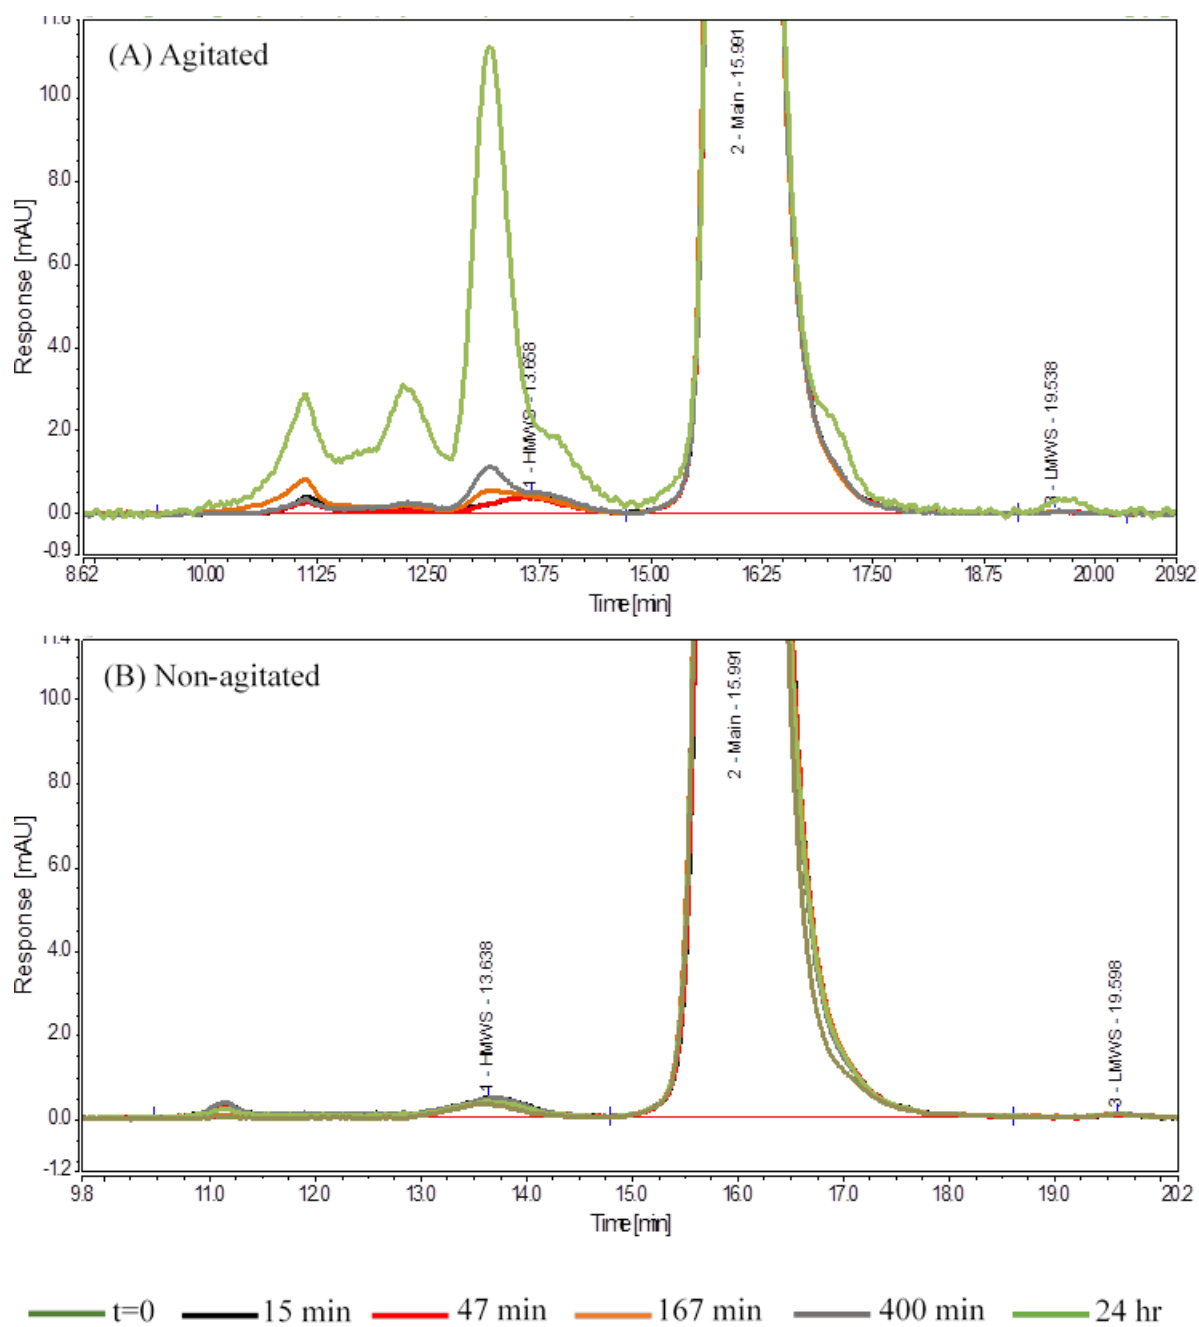 11.8
(A) Agitated
10.0
8.0
6.0
4.0
2.0
0.0
-0.9
Response [mAU]
1 - HMWS - 13.658
2 - Main - 15.991
3 - LMWS - 19.538
8.62 10.00 11.25 12.50 13.75 15.00 16.25 17.50 18.75 20.00 20.92
Time [min]
11.4
(B) Non-agitated
10.0
8.0
6.0
4.0
2.0
0.0
-1.2
Response [mAU]
1 - HMWS - 13.638
2 - Main - 15.991
3 - LMWS - 19.598
9.8 11.0 12.0 13.0 14.0 15.0 16.0 17.0 18.0 19.0 20.2
Time [min]
t=0 15 min 47 min 167 min 400 min 24 hr